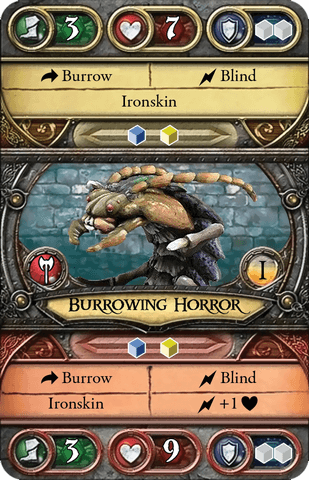 3 7
Burrow Blind
Ironskin
I
BURROWING HORROR
Burrow Blind
Ironskin +1
3 9